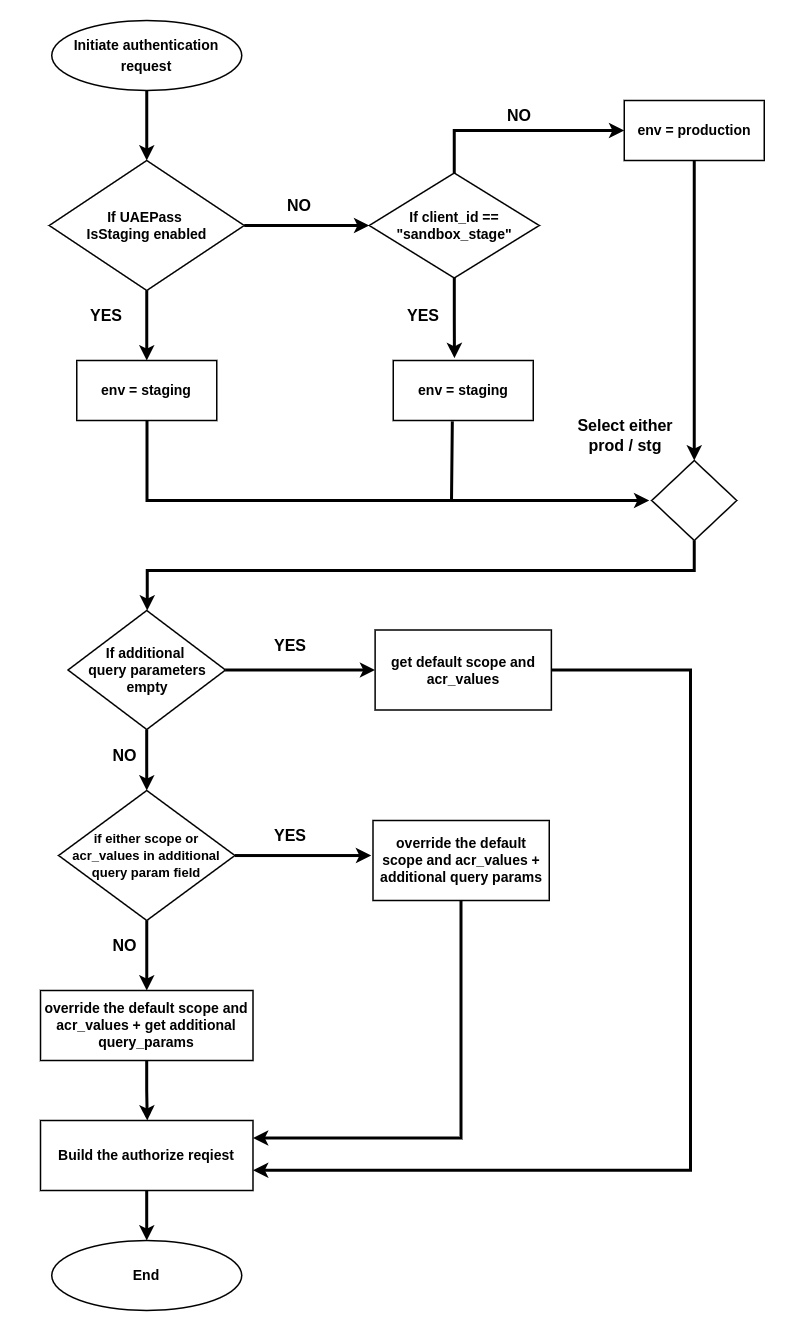 Initiate authentication
request
NO
env = production
If UAEPass
IsStaging enabled
NO
If client_id ==
"sandbox_stage"
YES
YES
env = staging
env = staging
Select either
prod / stg
If additional
query parameters
empty
YES
get default scope and
acr_values
NO
if either scope or
acr_values in additional
query param field
YES
override the default
scope and acr_values +
additional query params
NO
override the default scope and
acr_values + get additional
query_params
Build the authorize reqiest
End